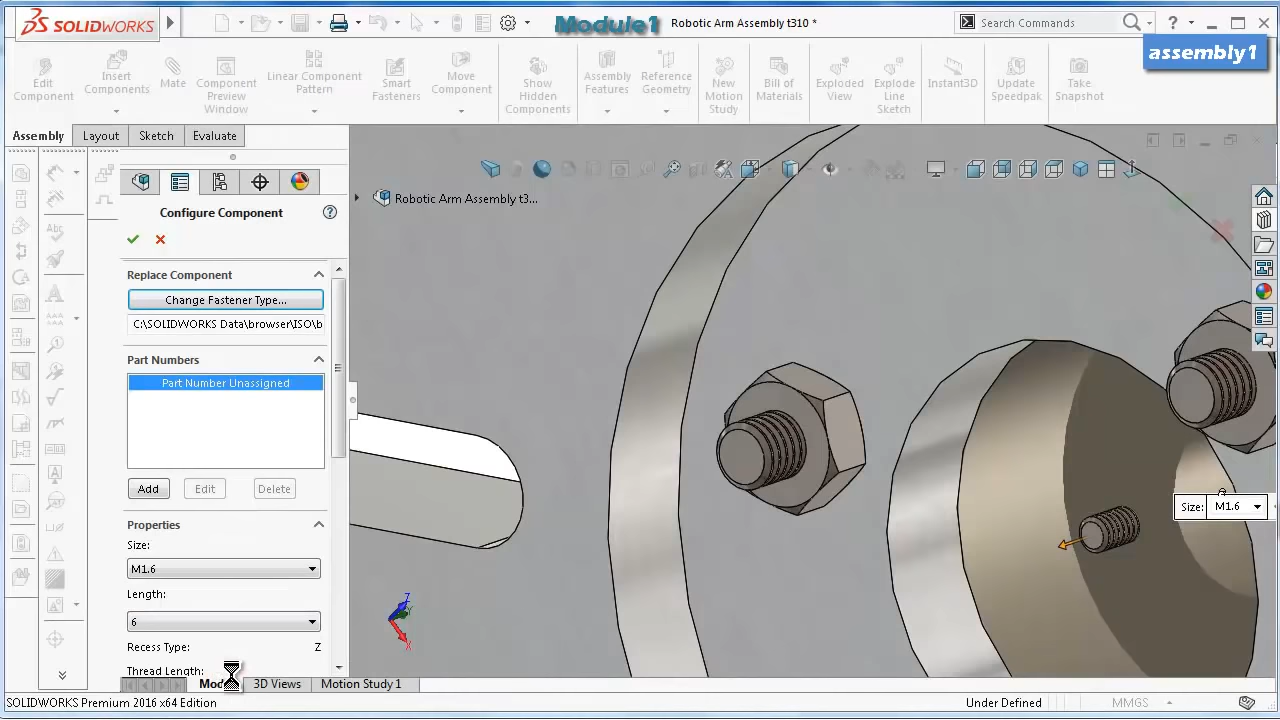 SOLIDWORKS
Module1
Robotic Arm Assembly t310 *
Search Commands
assembly1
Edit Component
Insert Components
Mate
Component Preview Window
Linear Component Pattern
Smart Fasteners
Move Component
Show Hidden Components
Assembly Features
Reference Geometry
New Motion Study
Bill of Materials
Exploded View
Explode Line Sketch
Instant3D
Update Speedpak
Take Snapshot
Assembly
Layout
Sketch
Evaluate
Configure Component
Robotic Arm Assembly t3...
Replace Component
Change Fastener Type...
C:\SOLIDWORKS Data\browser\ISO\b
Part Numbers
Part Number Unassigned
Add
Edit
Delete
Properties
Size:
M1.6
Length:
6
Recess Type:
Z
Thread Length:
Size: M1.6
Z
Y
X
3D Views
Motion Study 1
SOLIDWORKS Premium 2016 x64 Edition
Under Defined
MMGS